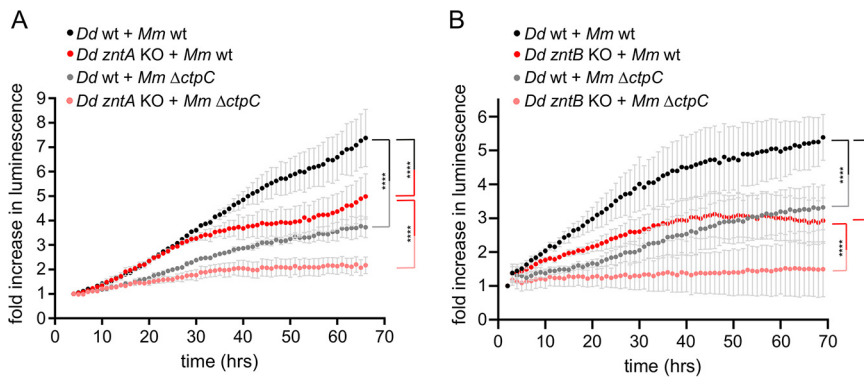 A
Dd wt + Mm wt
Dd zntA KO + Mm wt
Dd wt + Mm ΔctpC
Dd zntA KO + Mm ΔctpC
fold increase in luminescence
9
8
7
6
5
4
3
2
1
0
0 10 20 30 40 50 60 70
time (hrs)
****
****
****
B
Dd wt + Mm wt
Dd zntB KO + Mm wt
Dd wt + Mm ΔctpC
Dd zntB KO + Mm ΔctpC
fold increase in luminescence
6
5
4
3
2
1
0
0 10 20 30 40 50 60 70
time (hrs)
****
****